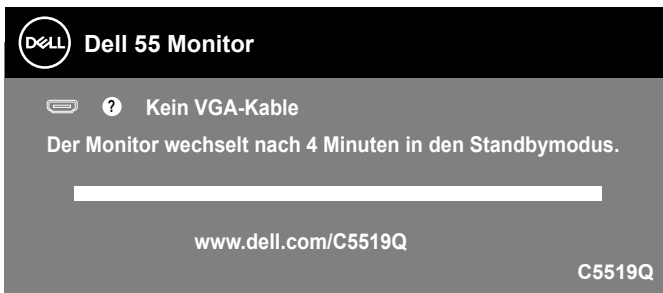 DELL
Dell 55 Monitor
? Kein VGA-Kable
Der Monitor wechselt nach 4 Minuten in den Standbymodus.
www.dell.com/C5519Q
C5519Q